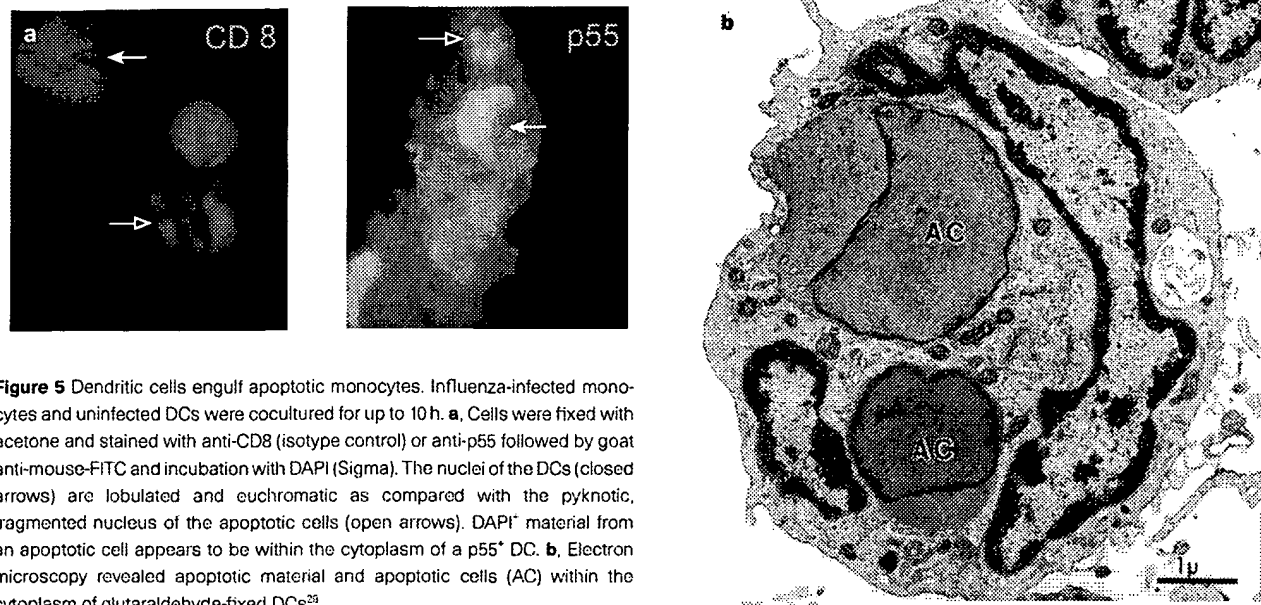 a
CD 8
p55
b
AC
AC
1μ
Figure 5 Dendritic cells engulf apoptotic monocytes. Influenza-infected mono-
cytes and uninfected DCs were cocultured for up to 10 h. a, Cells were fixed with
acetone and stained with anti-CD8 (isotype control) or anti-p55 followed by goat
anti-mouse-FITC and incubation with DAPI (Sigma). The nuclei of the DCs (closed
arrows) are lobulated and euchromatic as compared with the pyknotic,
fragmented nucleus of the apoptotic cells (open arrows). DAPI⁺ material from
an apoptotic cell appears to be within the cytoplasm of a p55⁺ DC. b, Electron
microscopy revealed apoptotic material and apoptotic cells (AC) within the
cytoplasm of glutaraldehyde-fixed DCs